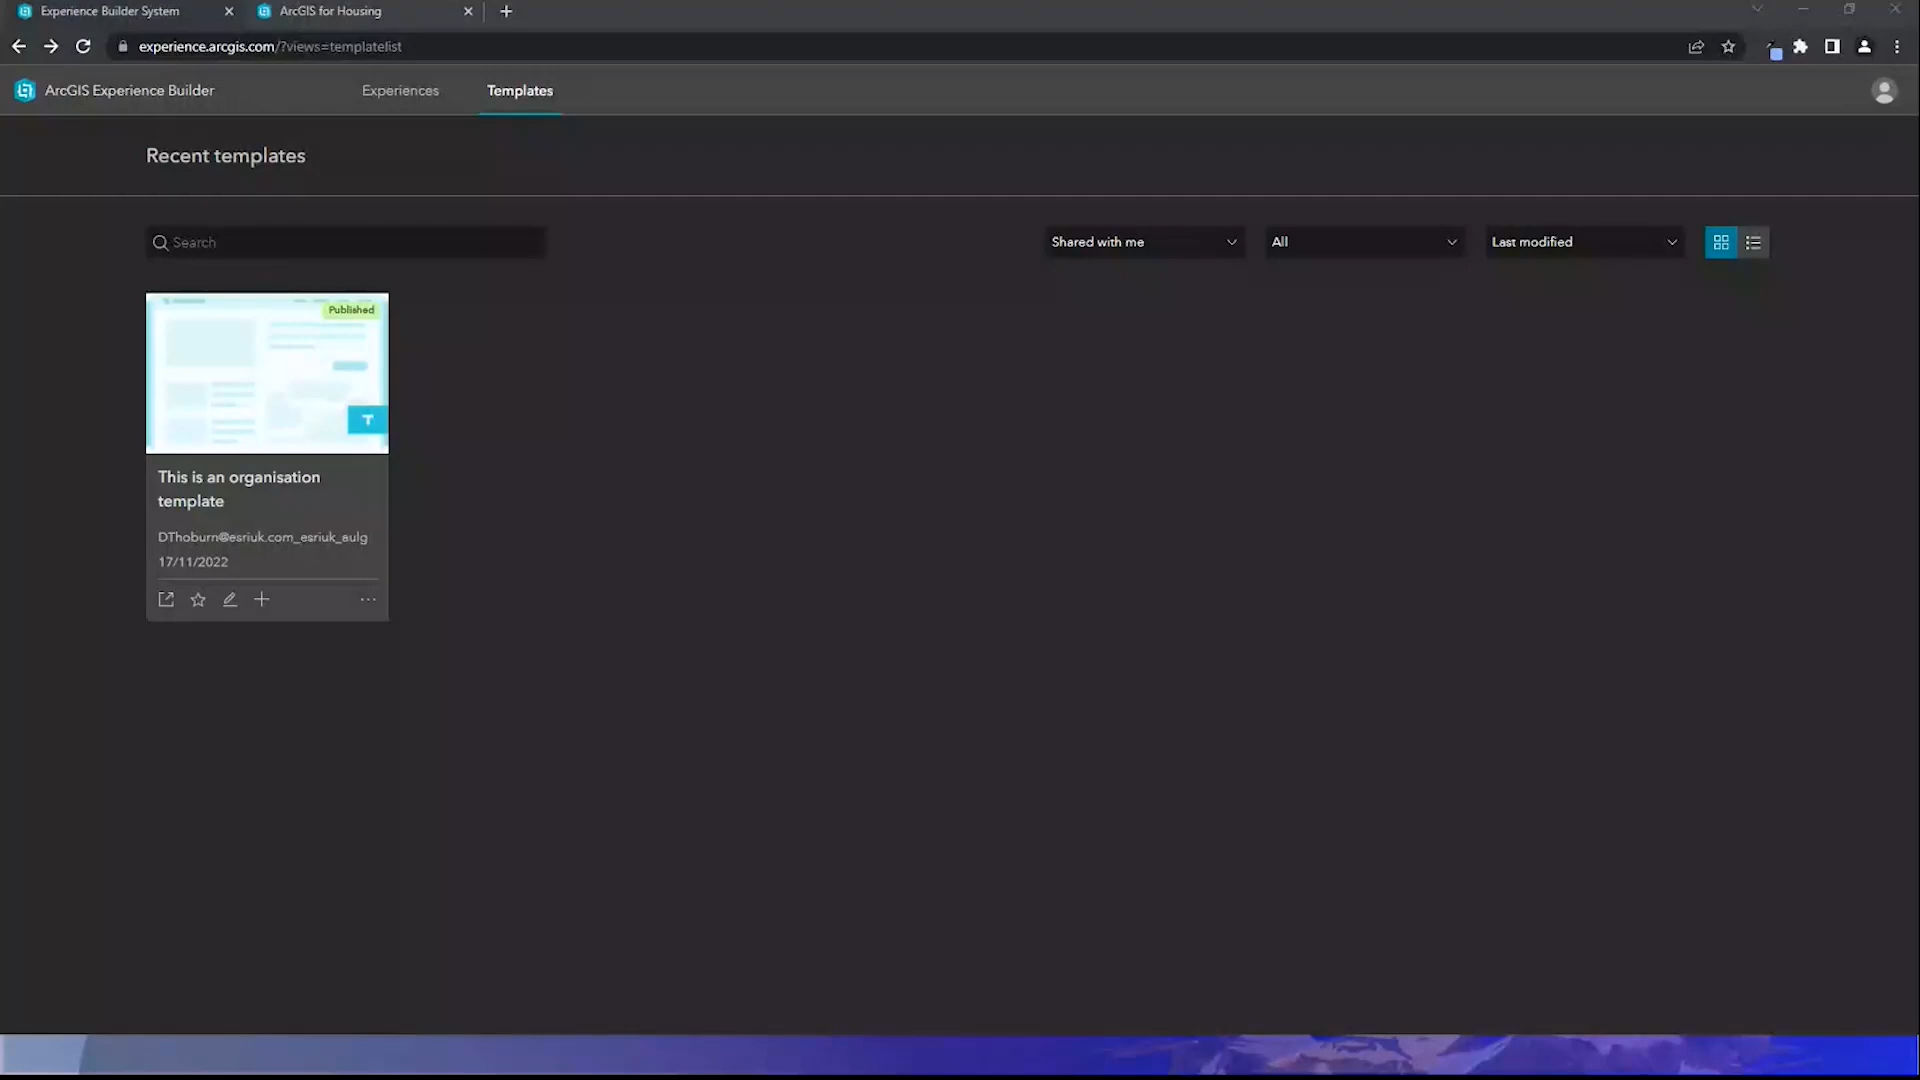 Experience Builder System
ArcGIS for Housing
experience.arcgis.com/?views=templatelist
ArcGIS Experience Builder
Experiences
Templates
Recent templates
Search
Shared with me
All
Last modified
Published
T
This is an organisation
template
DThoburn@esriuk.com_esriuk_aulg
17/11/2022